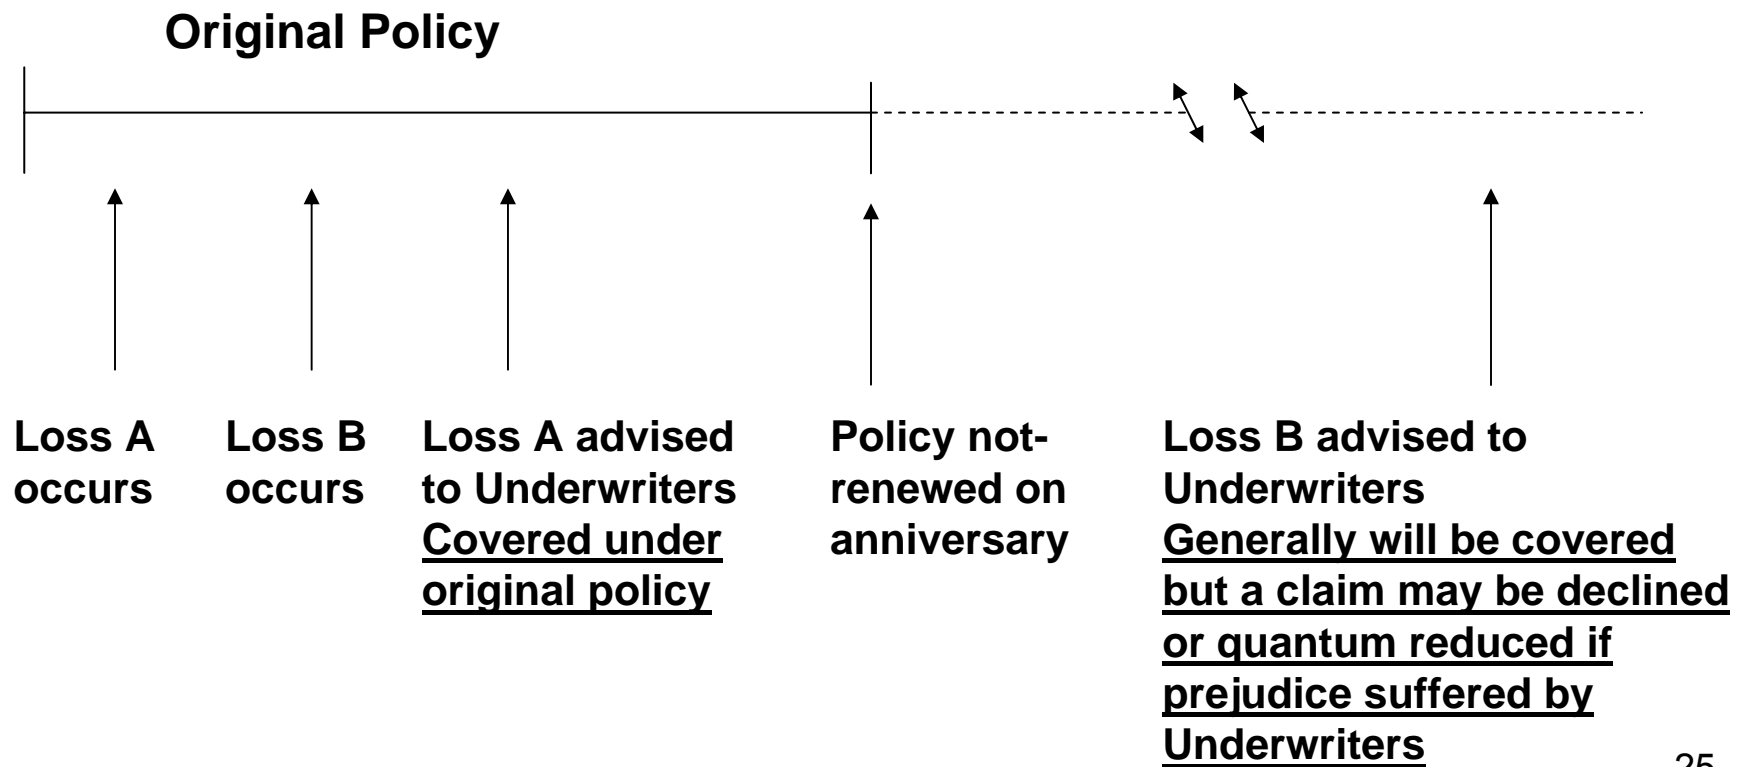 Original Policy
Loss A
occurs
Loss B
occurs
Loss A advised
to Underwriters
Covered under
original policy
Policy not-
renewed on
anniversary
Loss B advised to
Underwriters
Generally will be covered
but a claim may be declined
or quantum reduced if
prejudice suffered by
Underwriters
25